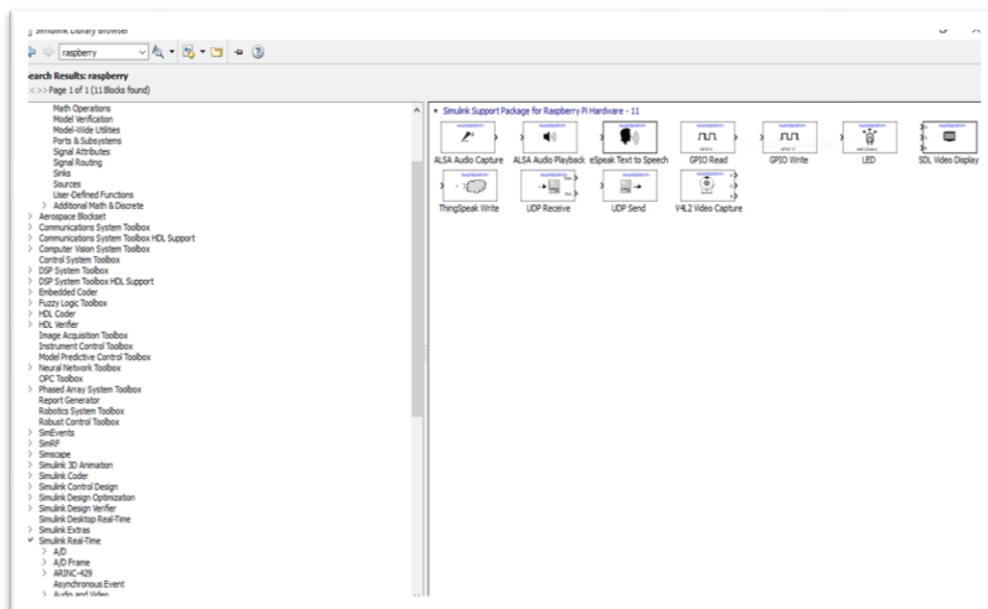 Simulink Library Browser
raspberry
Search Results: raspberry
<>> Page 1 of 1 (11 Blocks found)
Math Operations
Model Verification
Model-Wide Utilities
Ports & Subsystems
Signal Attributes
Signal Routing
Sinks
Sources
User-Defined Functions
Additional Math & Discrete
Aerospace Blockset
Communications System Toolbox
Communications System Toolbox HDL Support
Computer Vision System Toolbox
Control System Toolbox
DSP System Toolbox
DSP System Toolbox HDL Support
Embedded Coder
Fuzzy Logic Toolbox
HDL Coder
HDL Verifier
Image Acquisition Toolbox
Instrument Control Toolbox
Model Predictive Control Toolbox
Neural Network Toolbox
OPC Toolbox
Phased Array System Toolbox
Report Generator
Robotics System Toolbox
Robust Control Toolbox
SimEvents
SimRF
Simscape
Simulink 3D Animation
Simulink Coder
Simulink Control Design
Simulink Design Optimization
Simulink Design Verifier
Simulink Desktop Real-Time
Simulink Extras
Simulink Real-Time
A/D
A/D Frame
ARINC-429
Asynchronous Event
Audio and Video
Simulink Support Package for Raspberry Pi Hardware - 11
ALSA Audio Capture ALSA Audio Playback eSpeak Text to Speech GPIO Read GPIO Write LED SDL Video Display
ThingSpeak Write UDP Receive UDP Send V4L2 Video Capture